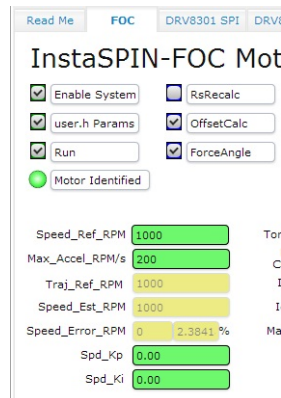 Read Me FOC DRV8301 SPI
InstaSPIN-FOC
Enable System RsRecalc
user.h Params OffsetCalc
Run ForceAngle
Motor Identified
Speed_Ref_RPM 1000
Max_Accel_RPM/s 200
Traj_Ref_RPM 1000
Speed_Est_RPM 1000
Speed_Error_RPM 0 2.3841 %
Spd_Kp 0.00
Spd_Ki 0.00